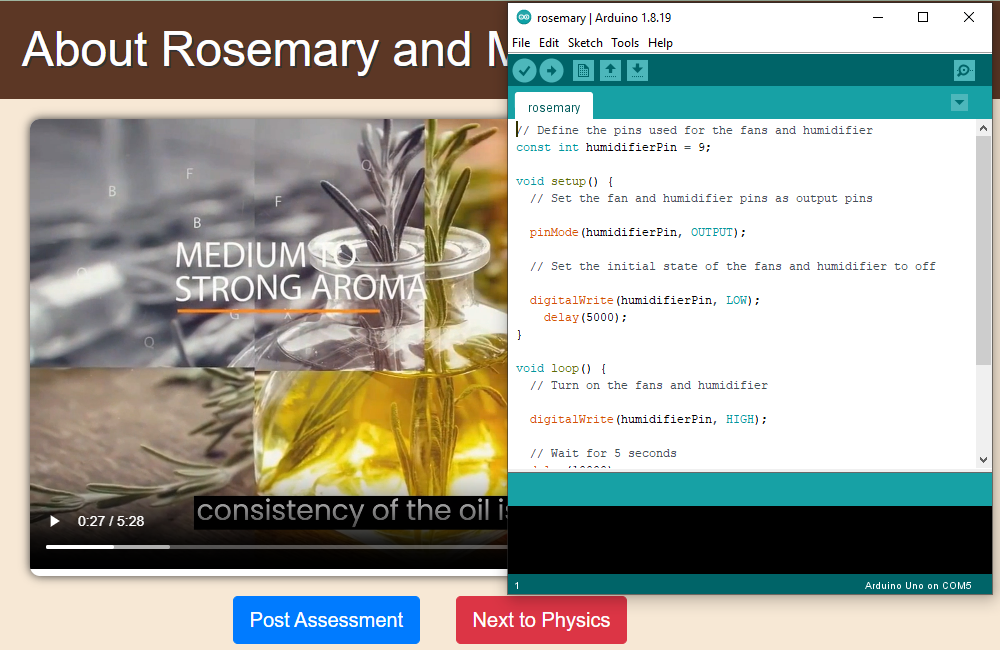 About Rosemary and M
B
F
Q
F
B
MEDIUM TO
STRONG AROMA
Q
G
X
Q
consistency of the oil is
0:27 / 5:28
Post Assessment
Next to Physics
rosemary | Arduino 1.8.19
File Edit Sketch Tools Help
rosemary
// Define the pins used for the fans and humidifier
const int humidifierPin = 9;
void setup() {
// Set the fan and humidifier pins as output pins
pinMode(humidifierPin, OUTPUT);
// Set the initial state of the fans and humidifier to off
digitalWrite(humidifierPin, LOW);
delay(5000);
}
void loop() {
// Turn on the fans and humidifier
digitalWrite(humidifierPin, HIGH);
// Wait for 5 seconds
1
Arduino Uno on COM5